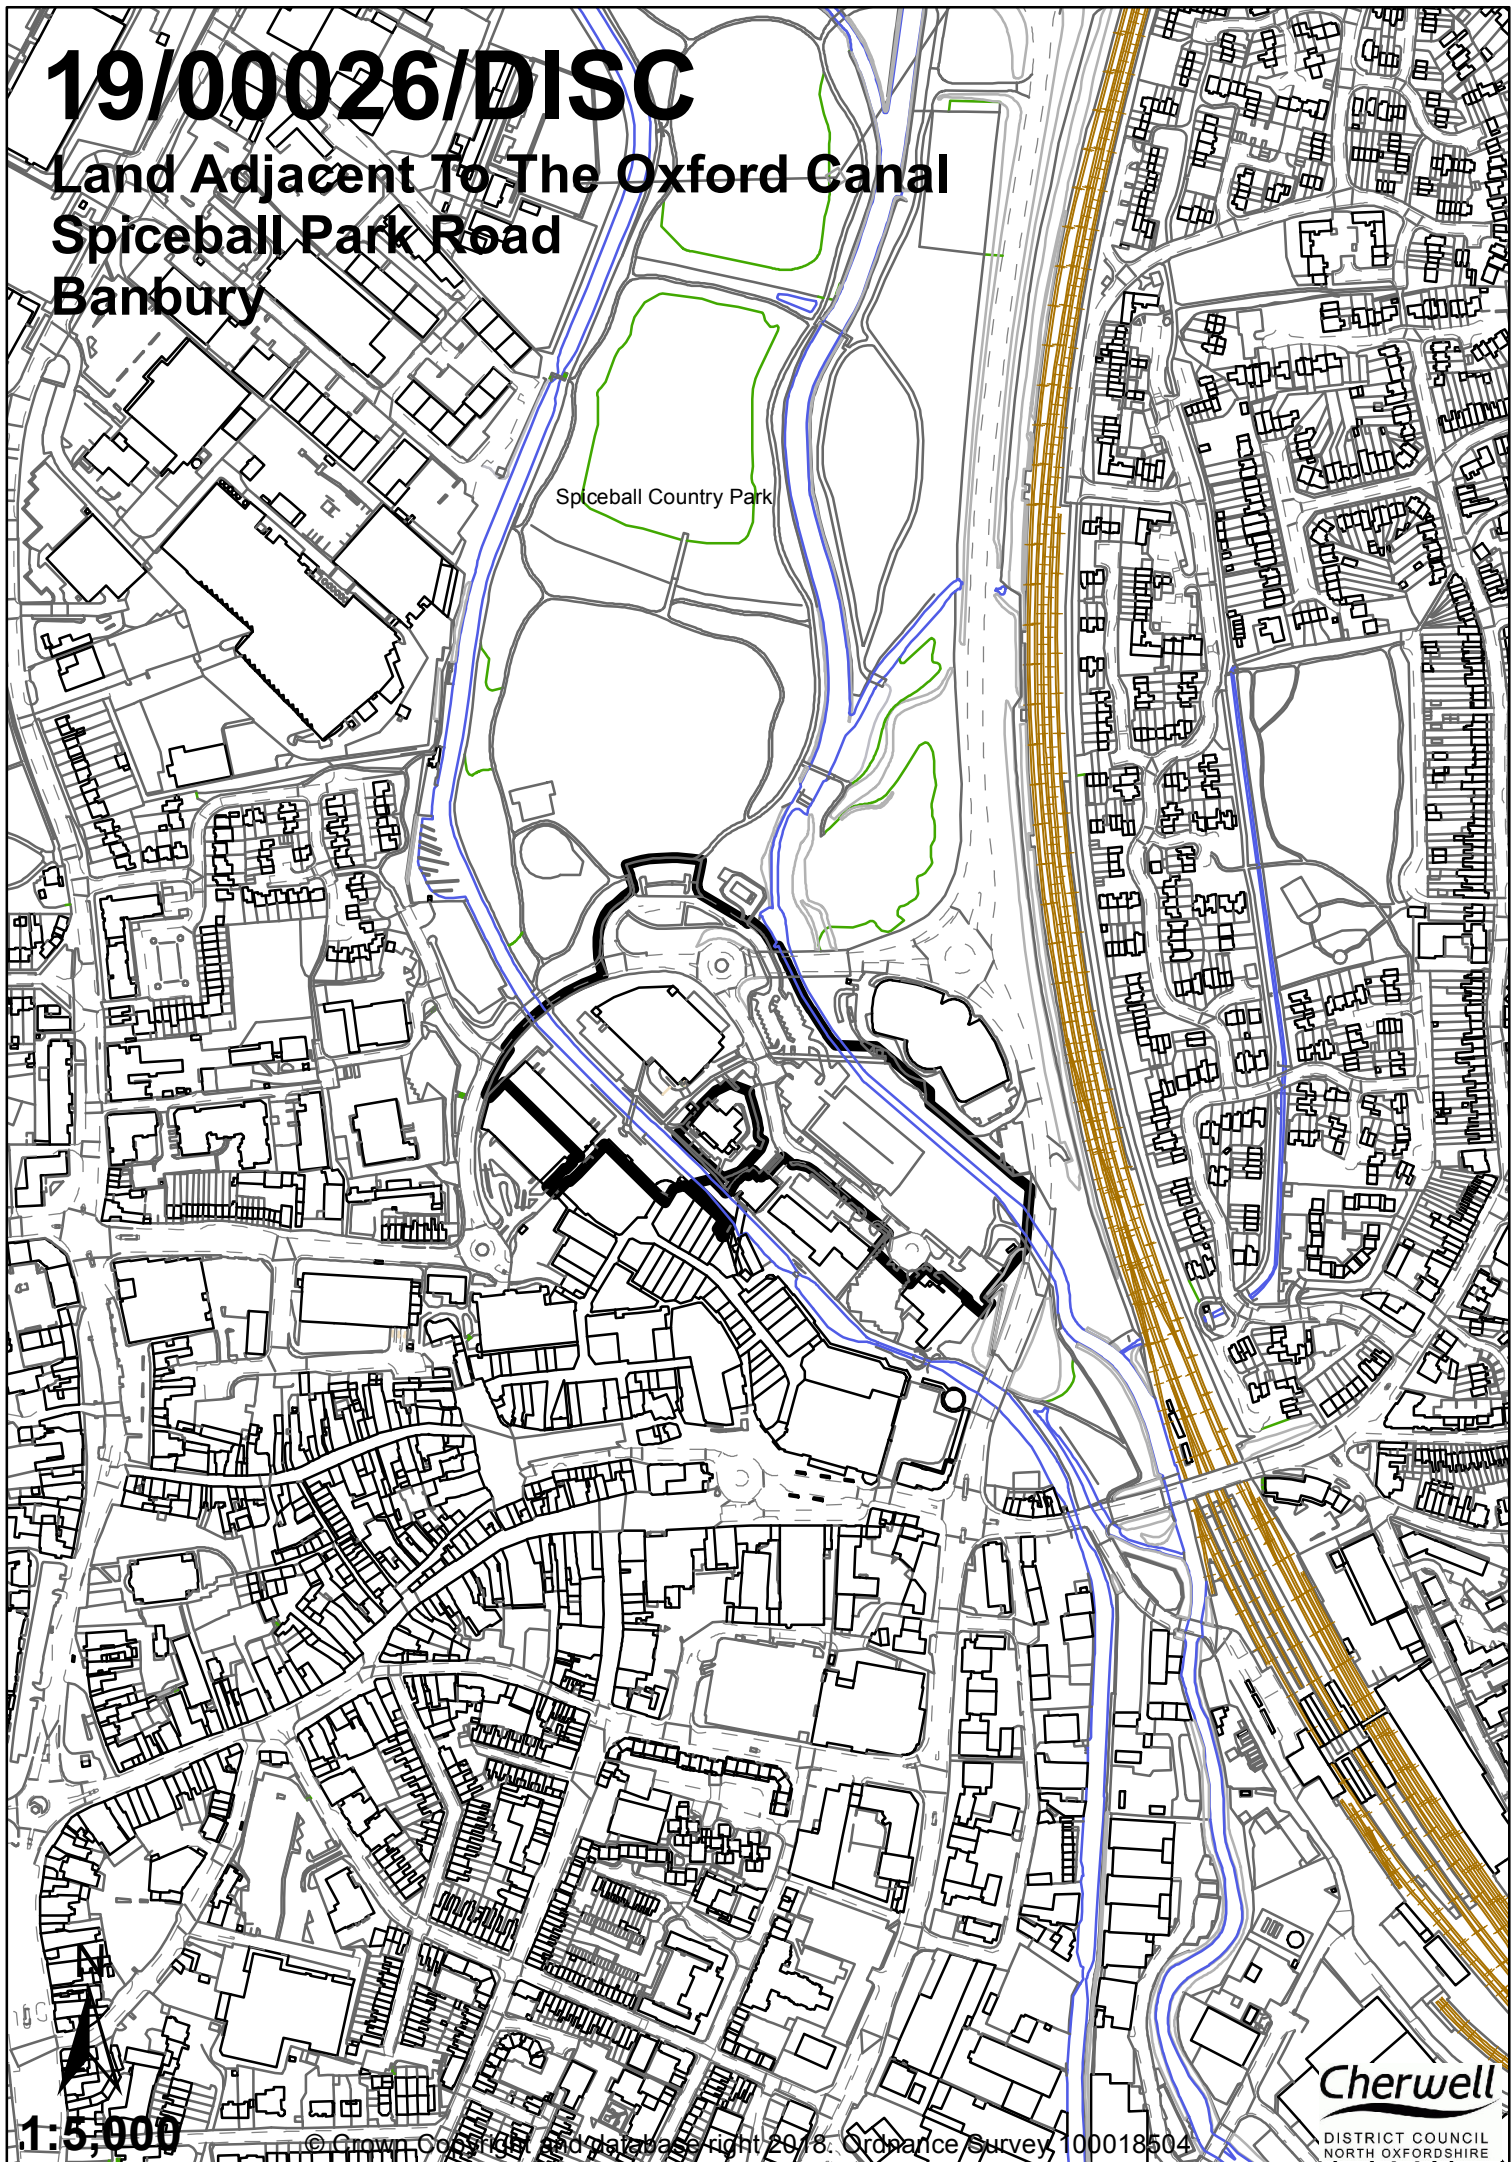 19/00026/DISC
Land Adjacent To The Oxford Canal
Spiceball Park Road
Banbury
Spiceball Country Park
N
1:5,000
© Crown Copyright and database right 2018. Ordnance Survey 100018504
Cherwell
DISTRICT COUNCIL
NORTH OXFORDSHIRE